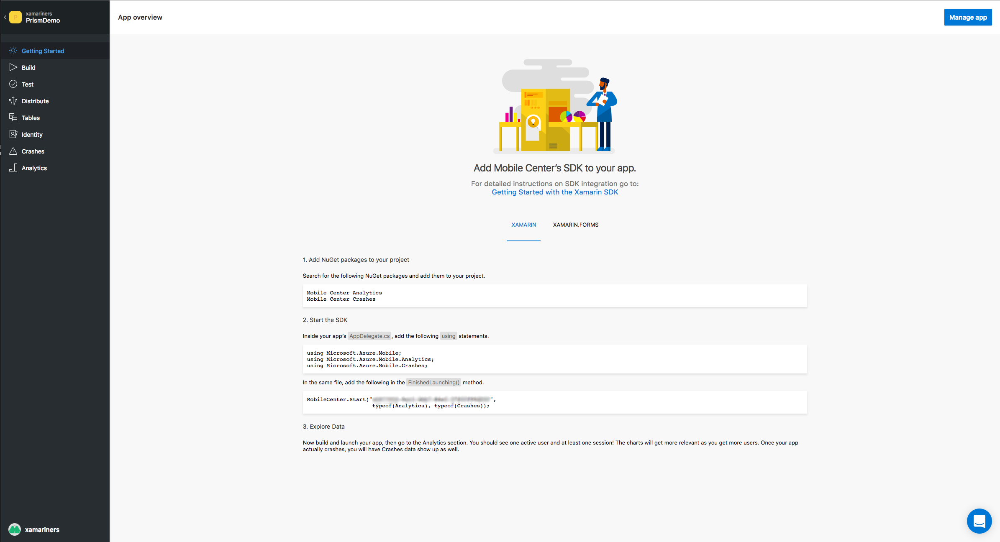 xamariners
P PrismDemo
App overview
Manage app
Getting Started
Build
Test
Distribute
Tables
Identity
Crashes
Analytics
Add Mobile Center’s SDK to your app.
For detailed instructions on SDK integration go to:
Getting Started with the Xamarin SDK
XAMARIN XAMARIN.FORMS
1. Add NuGet packages to your project
Search for the following NuGet packages and add them to your project.
Mobile Center Analytics
Mobile Center Crashes
2. Start the SDK
Inside your app’s AppDelegate.cs, add the following using statements.
using Microsoft.Azure.Mobile;
using Microsoft.Azure.Mobile.Analytics;
using Microsoft.Azure.Mobile.Crashes;
In the same file, add the following in the FinishedLaunching() method.
MobileCenter.Start("",
typeof(Analytics), typeof(Crashes));
3. Explore Data
Now build and launch your app, then go to the Analytics section. You should see one active user and at least one session! The charts will get more relevant as you get more users. Once your app
actually crashes, you will have Crashes data show up as well.
xamariners